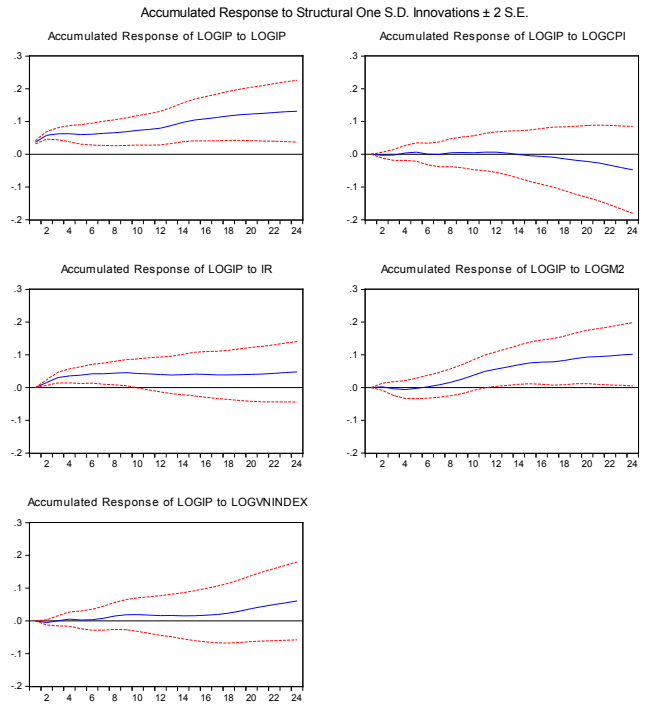 Accumulated Response to Structural One S.D. Innovations ± 2 S.E.
Accumulated Response of LOGIP to LOGIP
.3
.2
.1
.0
-.1
-.2
2 4 6 8 10 12 14 16 18 20 22 24
Accumulated Response of LOGIP to LOGCPI
.3
.2
.1
.0
-.1
-.2
2 4 6 8 10 12 14 16 18 20 22 24
Accumulated Response of LOGIP to IR
.3
.2
.1
.0
-.1
-.2
2 4 6 8 10 12 14 16 18 20 22 24
Accumulated Response of LOGIP to LOGM2
.3
.2
.1
.0
-.1
-.2
2 4 6 8 10 12 14 16 18 20 22 24
Accumulated Response of LOGIP to LOGVNINDEX
.3
.2
.1
.0
-.1
-.2
2 4 6 8 10 12 14 16 18 20 22 24